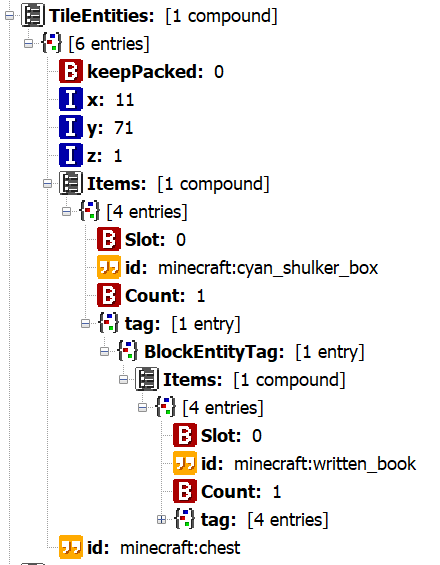 TileEntities: [1 compound]
[6 entries]
B keepPacked: 0
I x: 11
I y: 71
I z: 1
Items: [1 compound]
[4 entries]
B Slot: 0
id: minecraft:cyan_shulker_box
B Count: 1
tag: [1 entry]
BlockEntityTag: [1 entry]
Items: [1 compound]
[4 entries]
B Slot: 0
id: minecraft:written_book
B Count: 1
tag: [4 entries]
id: minecraft:chest